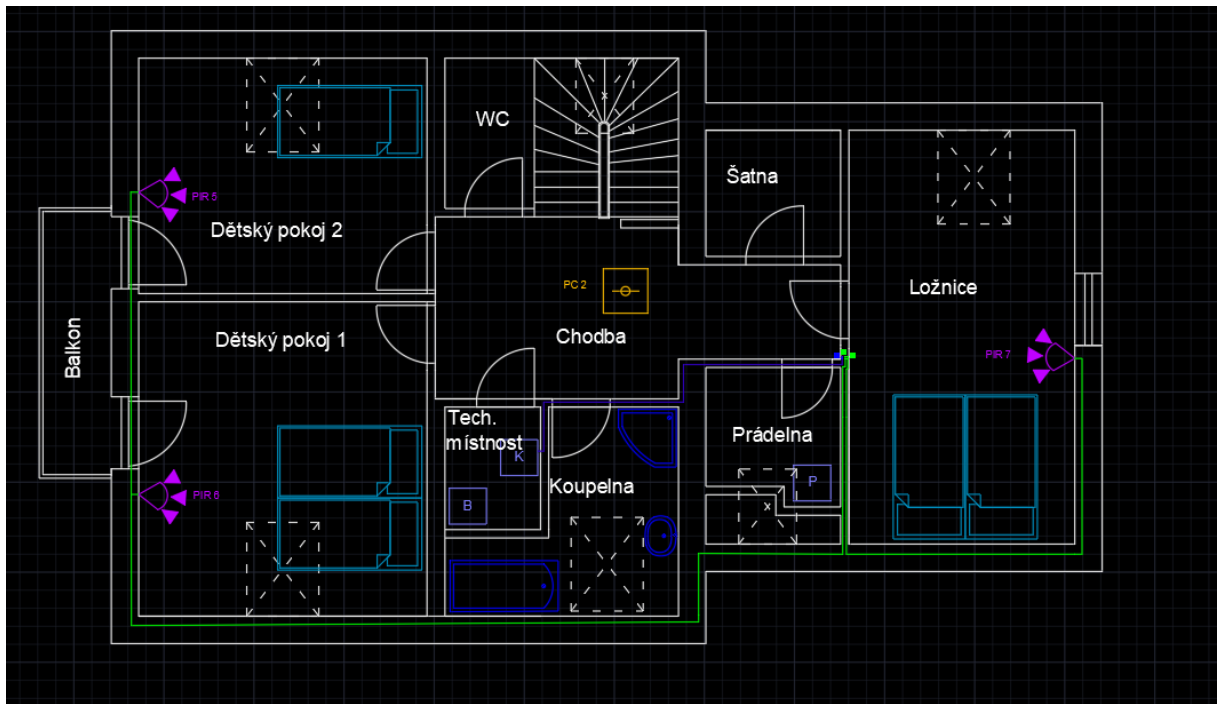 WC
Šatna
PIR 5
Dětský pokoj 2
PC 2
Ložnice
Chodba
Dětský pokoj 1
Balkon
PIR 7
Tech.
místnost
K
Prádelna
Koupelna
P
PIR 6
B